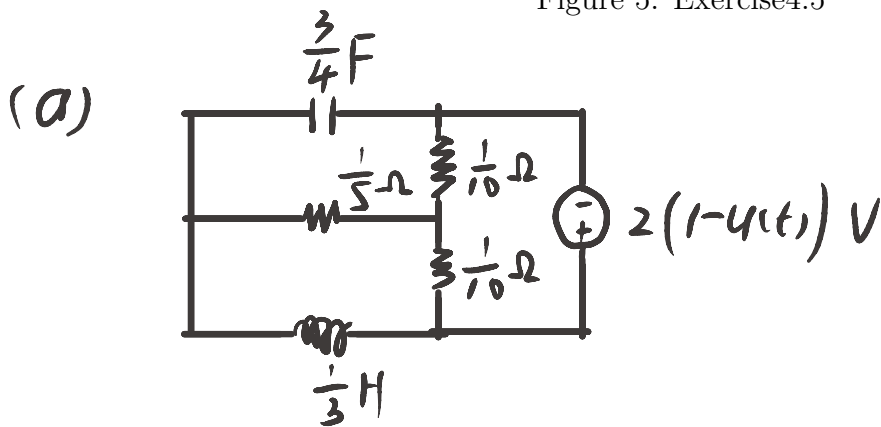 Figure 5: Exercise4.5
3/4 F
(a)
1/5 Ω
1/10 Ω
- + 2(1-u(t)) V
1/10 Ω
1/3 H